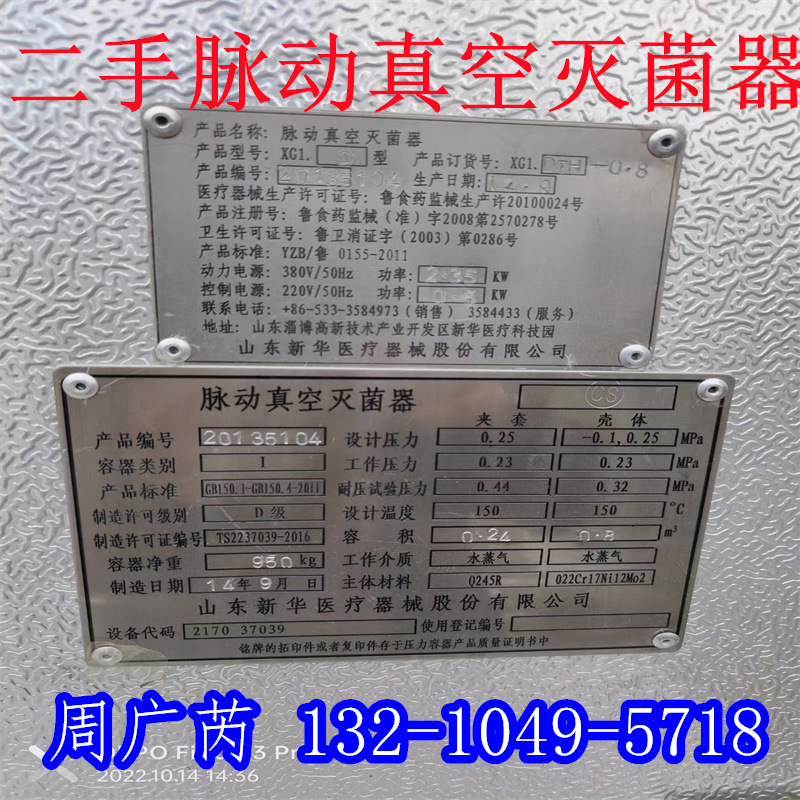 二手脉动真空灭菌器
产品名称: 脉动真空灭菌器
产品型号: XG1. D 型 产品订货号: XG1. DTH-0.8
产品编号: 20135104 生产日期: 14.9
医疗器械生产许可证号: 鲁食药监械生产许20100024号
产品注册号: 鲁食药监械（准）字2008第2570278号
卫生许可证号: 鲁卫消证字（2003）第0286号
产品标准: YZB/鲁 0155-2011
动力电源: 380V/50Hz 功率: 2.35 KW
控制电源: 220V/50Hz 功率: 0.3 KW
联系电话: +86-533-3584973（销售） 3584433（服务）
地址: 山东淄博高新技术产业开发区新华医疗科技园
山东新华医疗器械股份有限公司
脉动真空灭菌器 CS
夹套 壳体
产品编号 20135104 设计压力 0.25 -0.1,0.25 MPa
容器类别 I 工作压力 0.23 0.23 MPa
产品标准 GB150.1-GB150.4-2011 耐压试验压力 0.44 0.32 MPa
制造许可级别 D级 设计温度 150 150 ℃
制造许可证编号 TS2237039-2016 容积 0.24 0.8 m³
容器净重 950 kg 工作介质 水蒸气 水蒸气
制造日期 14年9月 日 主体材料 Q245R 022Cr17Ni12Mo2
山东新华医疗器械股份有限公司
设备代码 2170 37039 使用登记编号
铭牌的拓印件或者复印件存于压力容器产品质量证明书中
周广芮 132-1049-5718
2022.10.14 14:36